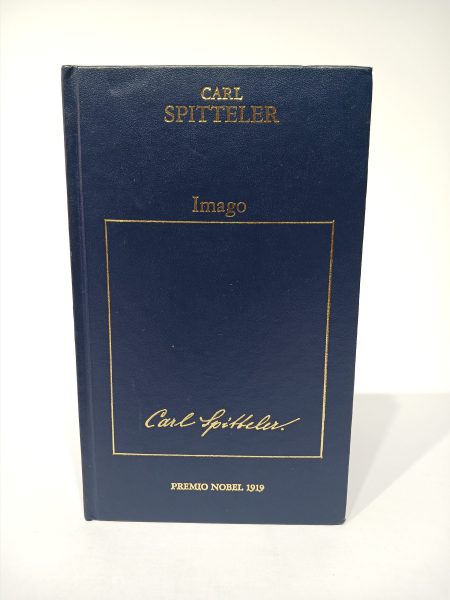 CARL
SPITTELER
Imago
Carl Spitteler.
PREMIO NOBEL 1919